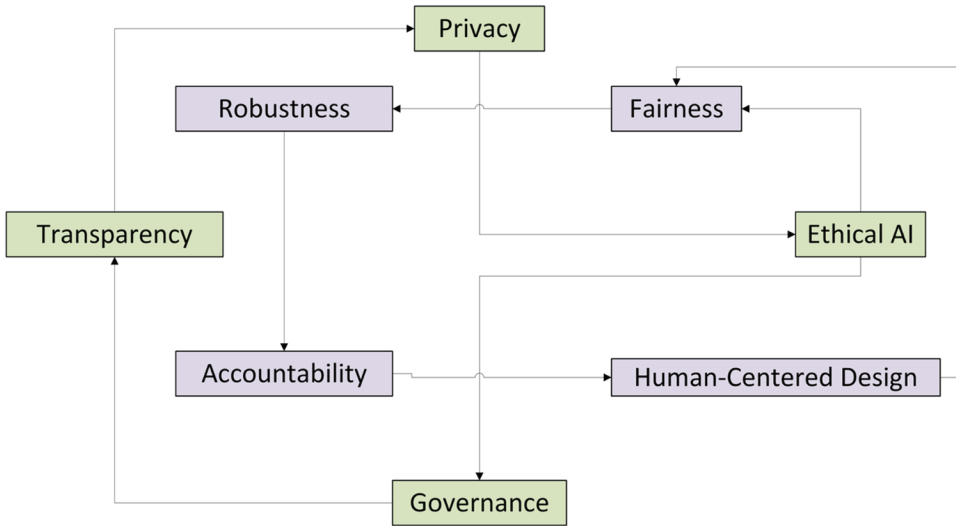 Privacy
Robustness
Fairness
Transparency
Ethical AI
Accountability
Human-Centered Design
Governance